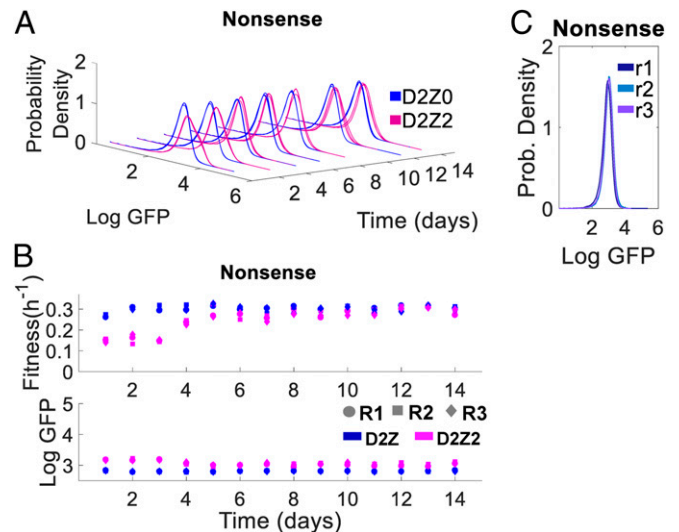 A
Nonsense
Probability
Density
2
1
0
D2Z0
D2Z2
2
4
6
Log GFP
2 4 6 8 10 12 14
Time (days)
C
Nonsense
r1
r2
r3
Prob. Density
2
1
0
2 4 6
Log GFP
B
Nonsense
Fitness(h⁻¹)
0.3
0.2
0.1
0
2 4 6 8 10 12 14
Log GFP
5
4
3
R1 R2 R3
D2Z D2Z2
2 4 6 8 10 12 14
Time (days)